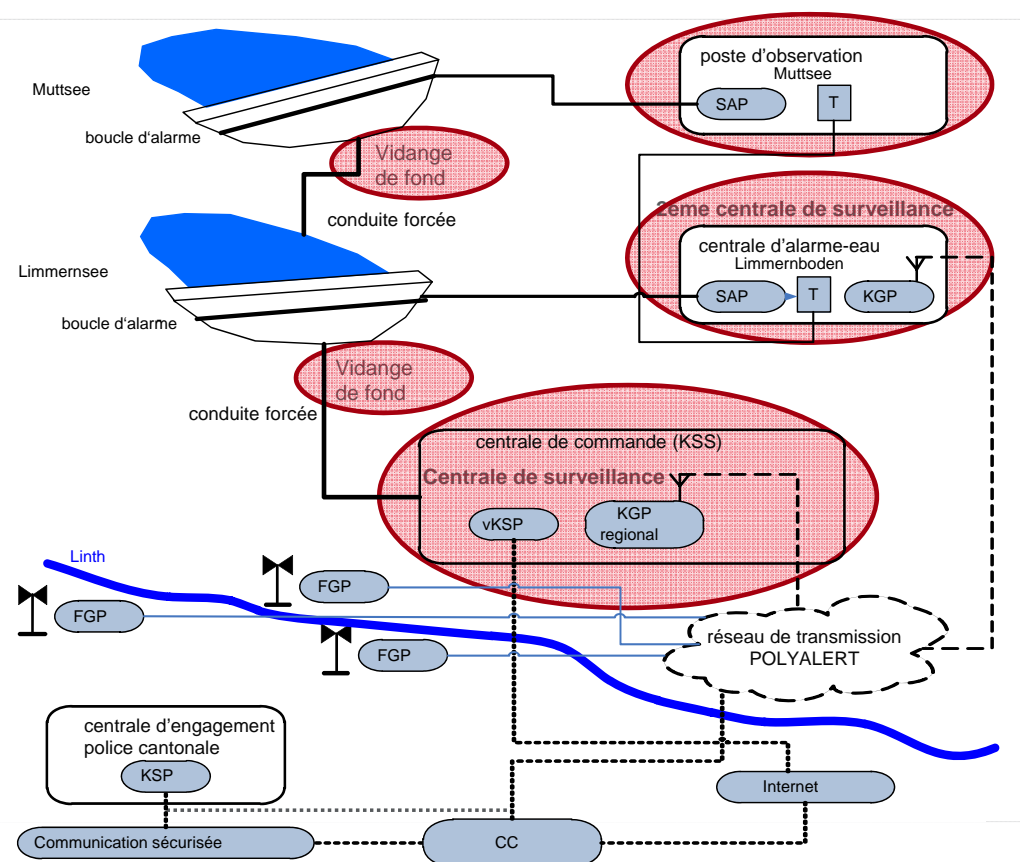 poste d'observation
Muttsee
SAP
T
Muttsee
boucle d'alarme
Vidange
de fond
conduite forcée
2ème centrale de surveillance
centrale d'alarme-eau
Limmernboden
SAP
T
KGP
Limmernsee
boucle d'alarme
Vidange
de fond
conduite forcée
centrale de commande (KSS)
Centrale de surveillance
vKSP
KGP
regional
Linth
FGP
FGP
FGP
réseau de transmission
POLYALERT
centrale d'engagement
police cantonale
KSP
Internet
Communication sécurisée
CC